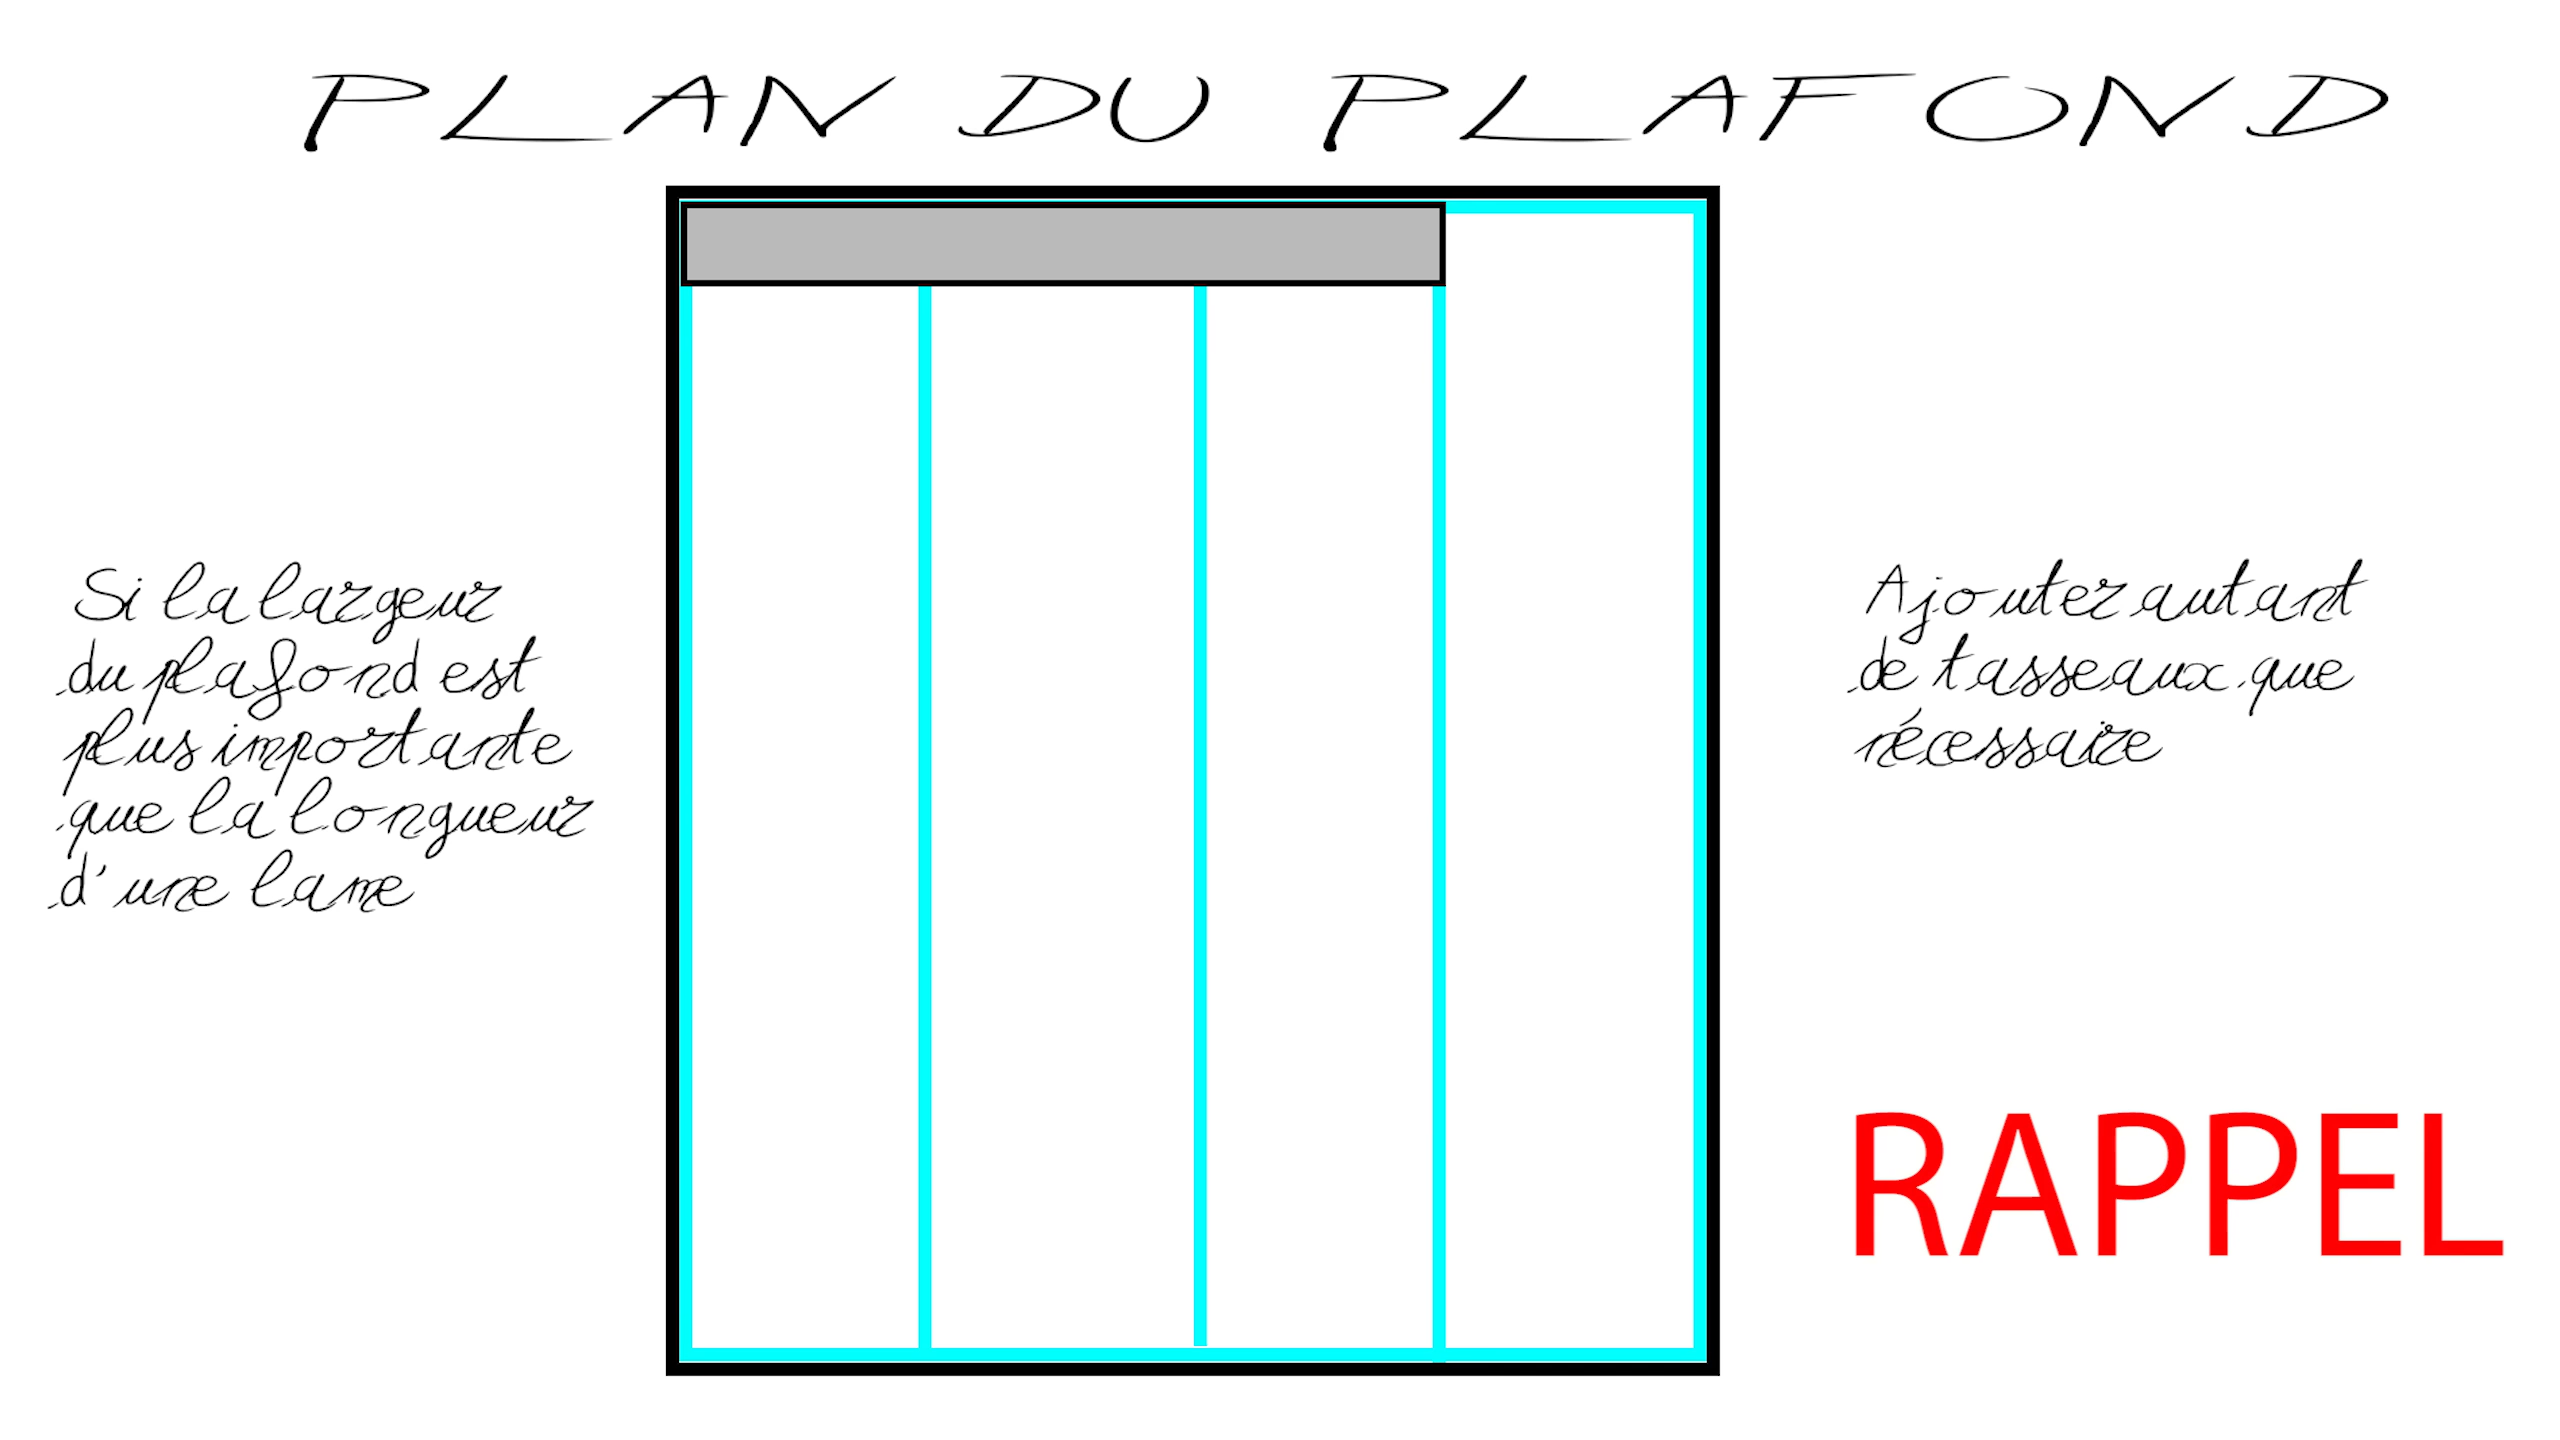 PLAN DU PLAFOND
Si la largeur
du plafond est
plus importante
que la longueur
d'une lame
Ajouter autant
de tasseaux que
nécessaire
RAPPEL